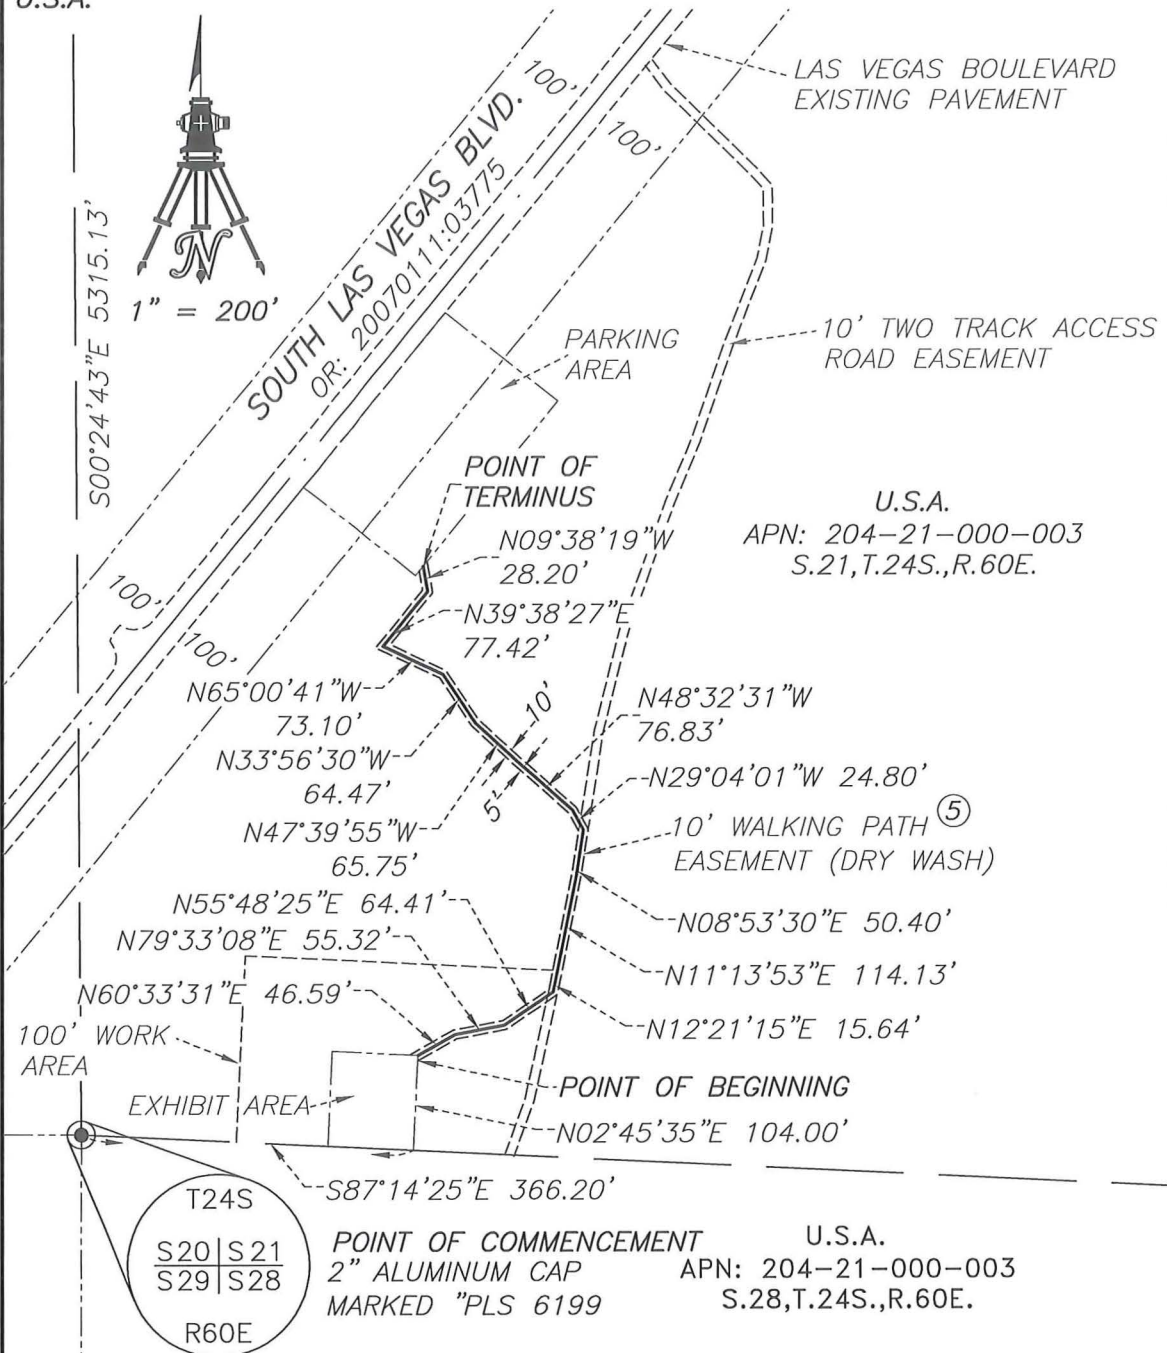 U.S.A.
LAS VEGAS BOULEVARD
EXISTING PAVEMENT
100'
100'
SOUTH LAS VEGAS BLVD.
OR: 20070111:03775
S00°24'43"E 5315.13'
N
1" = 200'
PARKING
AREA
10' TWO TRACK ACCESS
ROAD EASEMENT
POINT OF
TERMINUS
U.S.A.
APN: 204-21-000-003
S.21,T.24S.,R.60E.
N09°38'19"W
28.20'
100'
100'
N39°38'27"E
77.42'
N65°00'41"W
73.10'
N48°32'31"W
76.83'
10'
5'
N33°56'30"W
64.47'
N29°04'01"W 24.80'
N47°39'55"W
65.75'
10' WALKING PATH 5
EASEMENT (DRY WASH)
N55°48'25"E 64.41'
N08°53'30"E 50.40'
N79°33'08"E 55.32'
N11°13'53"E 114.13'
N60°33'31"E 46.59'
N12°21'15"E 15.64'
100' WORK
AREA
POINT OF BEGINNING
EXHIBIT AREA
N02°45'35"E 104.00'
S87°14'25"E 366.20'
T24S
S20 S21
S29 S28
R60E
POINT OF COMMENCEMENT
2" ALUMINUM CAP
MARKED "PLS 6199
U.S.A.
APN: 204-21-000-003
S.28,T.24S.,R.60E.